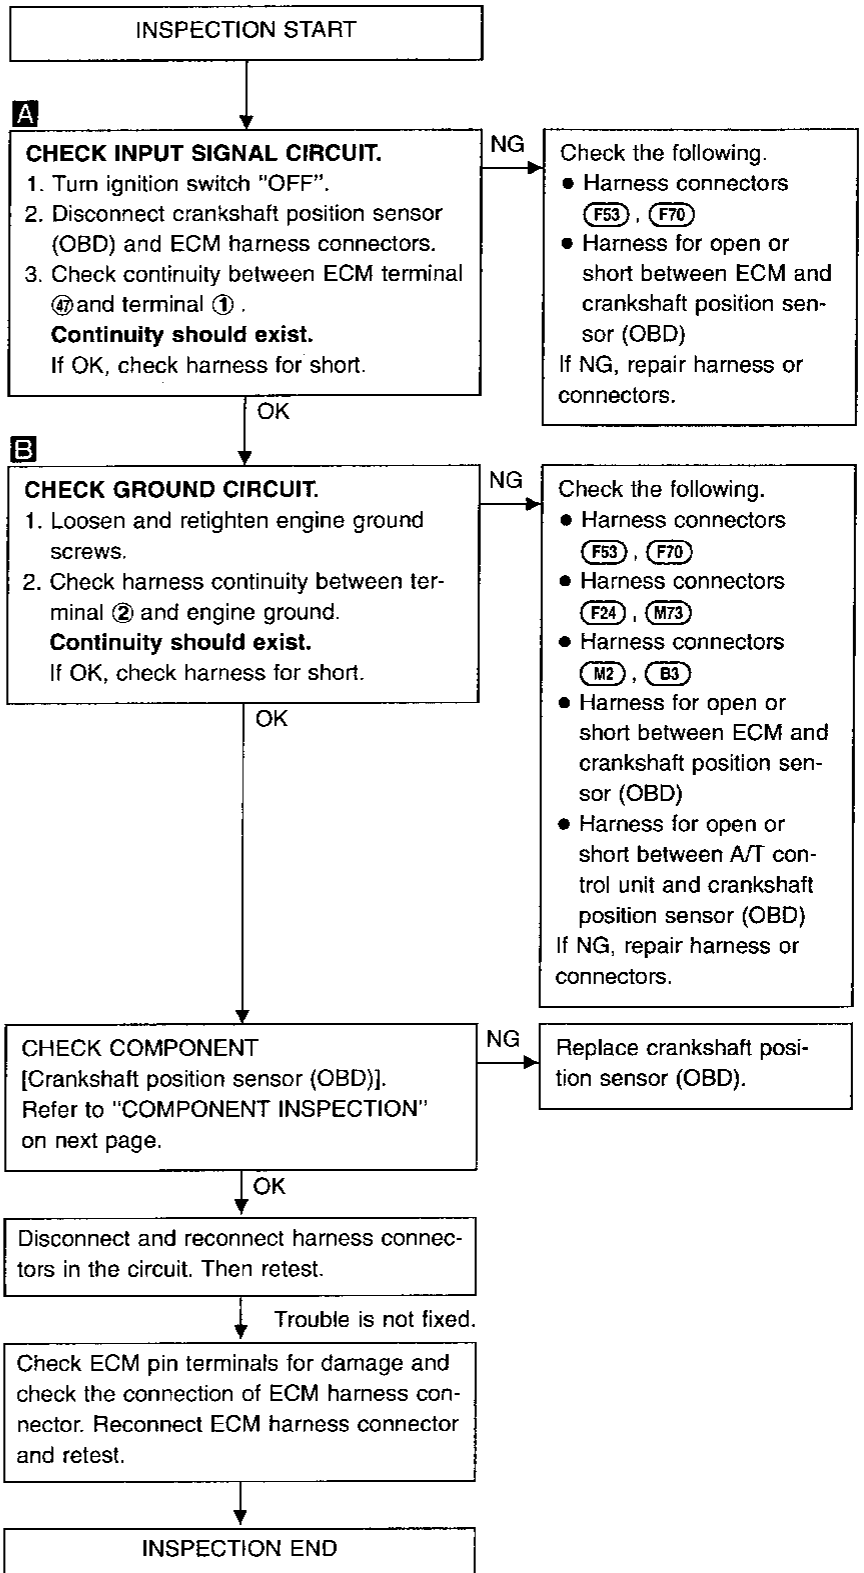 INSPECTION START
A
CHECK INPUT SIGNAL CIRCUIT.
1. Turn ignition switch "OFF".
2. Disconnect crankshaft position sensor
(OBD) and ECM harness connectors.
3. Check continuity between ECM terminal
㊼ and terminal ① .
Continuity should exist.
If OK, check harness for short.
NG
Check the following.
● Harness connectors
F53 , F70
● Harness for open or
short between ECM and
crankshaft position sen-
sor (OBD)
If NG, repair harness or
connectors.
OK
B
CHECK GROUND CIRCUIT.
1. Loosen and retighten engine ground
screws.
2. Check harness continuity between ter-
minal ② and engine ground.
Continuity should exist.
If OK, check harness for short.
NG
Check the following.
● Harness connectors
F53 , F70
● Harness connectors
F24 , M73
● Harness connectors
M2 , B3
● Harness for open or
short between ECM and
crankshaft position sen-
sor (OBD)
● Harness for open or
short between A/T con-
trol unit and crankshaft
position sensor (OBD)
If NG, repair harness or
connectors.
OK
CHECK COMPONENT
[Crankshaft position sensor (OBD)].
Refer to "COMPONENT INSPECTION"
on next page.
NG
Replace crankshaft posi-
tion sensor (OBD).
OK
Disconnect and reconnect harness connec-
tors in the circuit. Then retest.
Trouble is not fixed.
Check ECM pin terminals for damage and
check the connection of ECM harness con-
nector. Reconnect ECM harness connector
and retest.
INSPECTION END